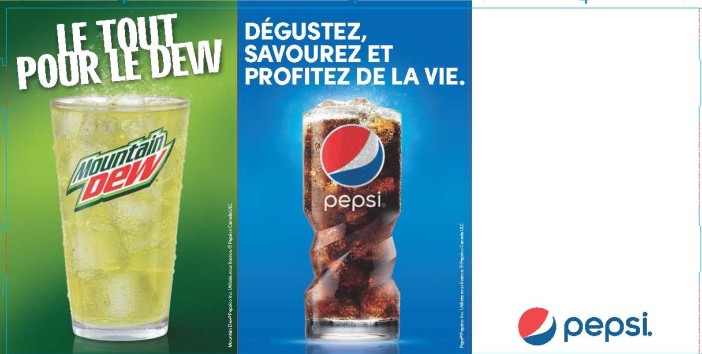 LE TOUT
POUR LE DEW
Mountain
DEW
DÉGUSTEZ,
SAVOUREZ ET
PROFITEZ DE LA VIE.
pepsi
pepsi.